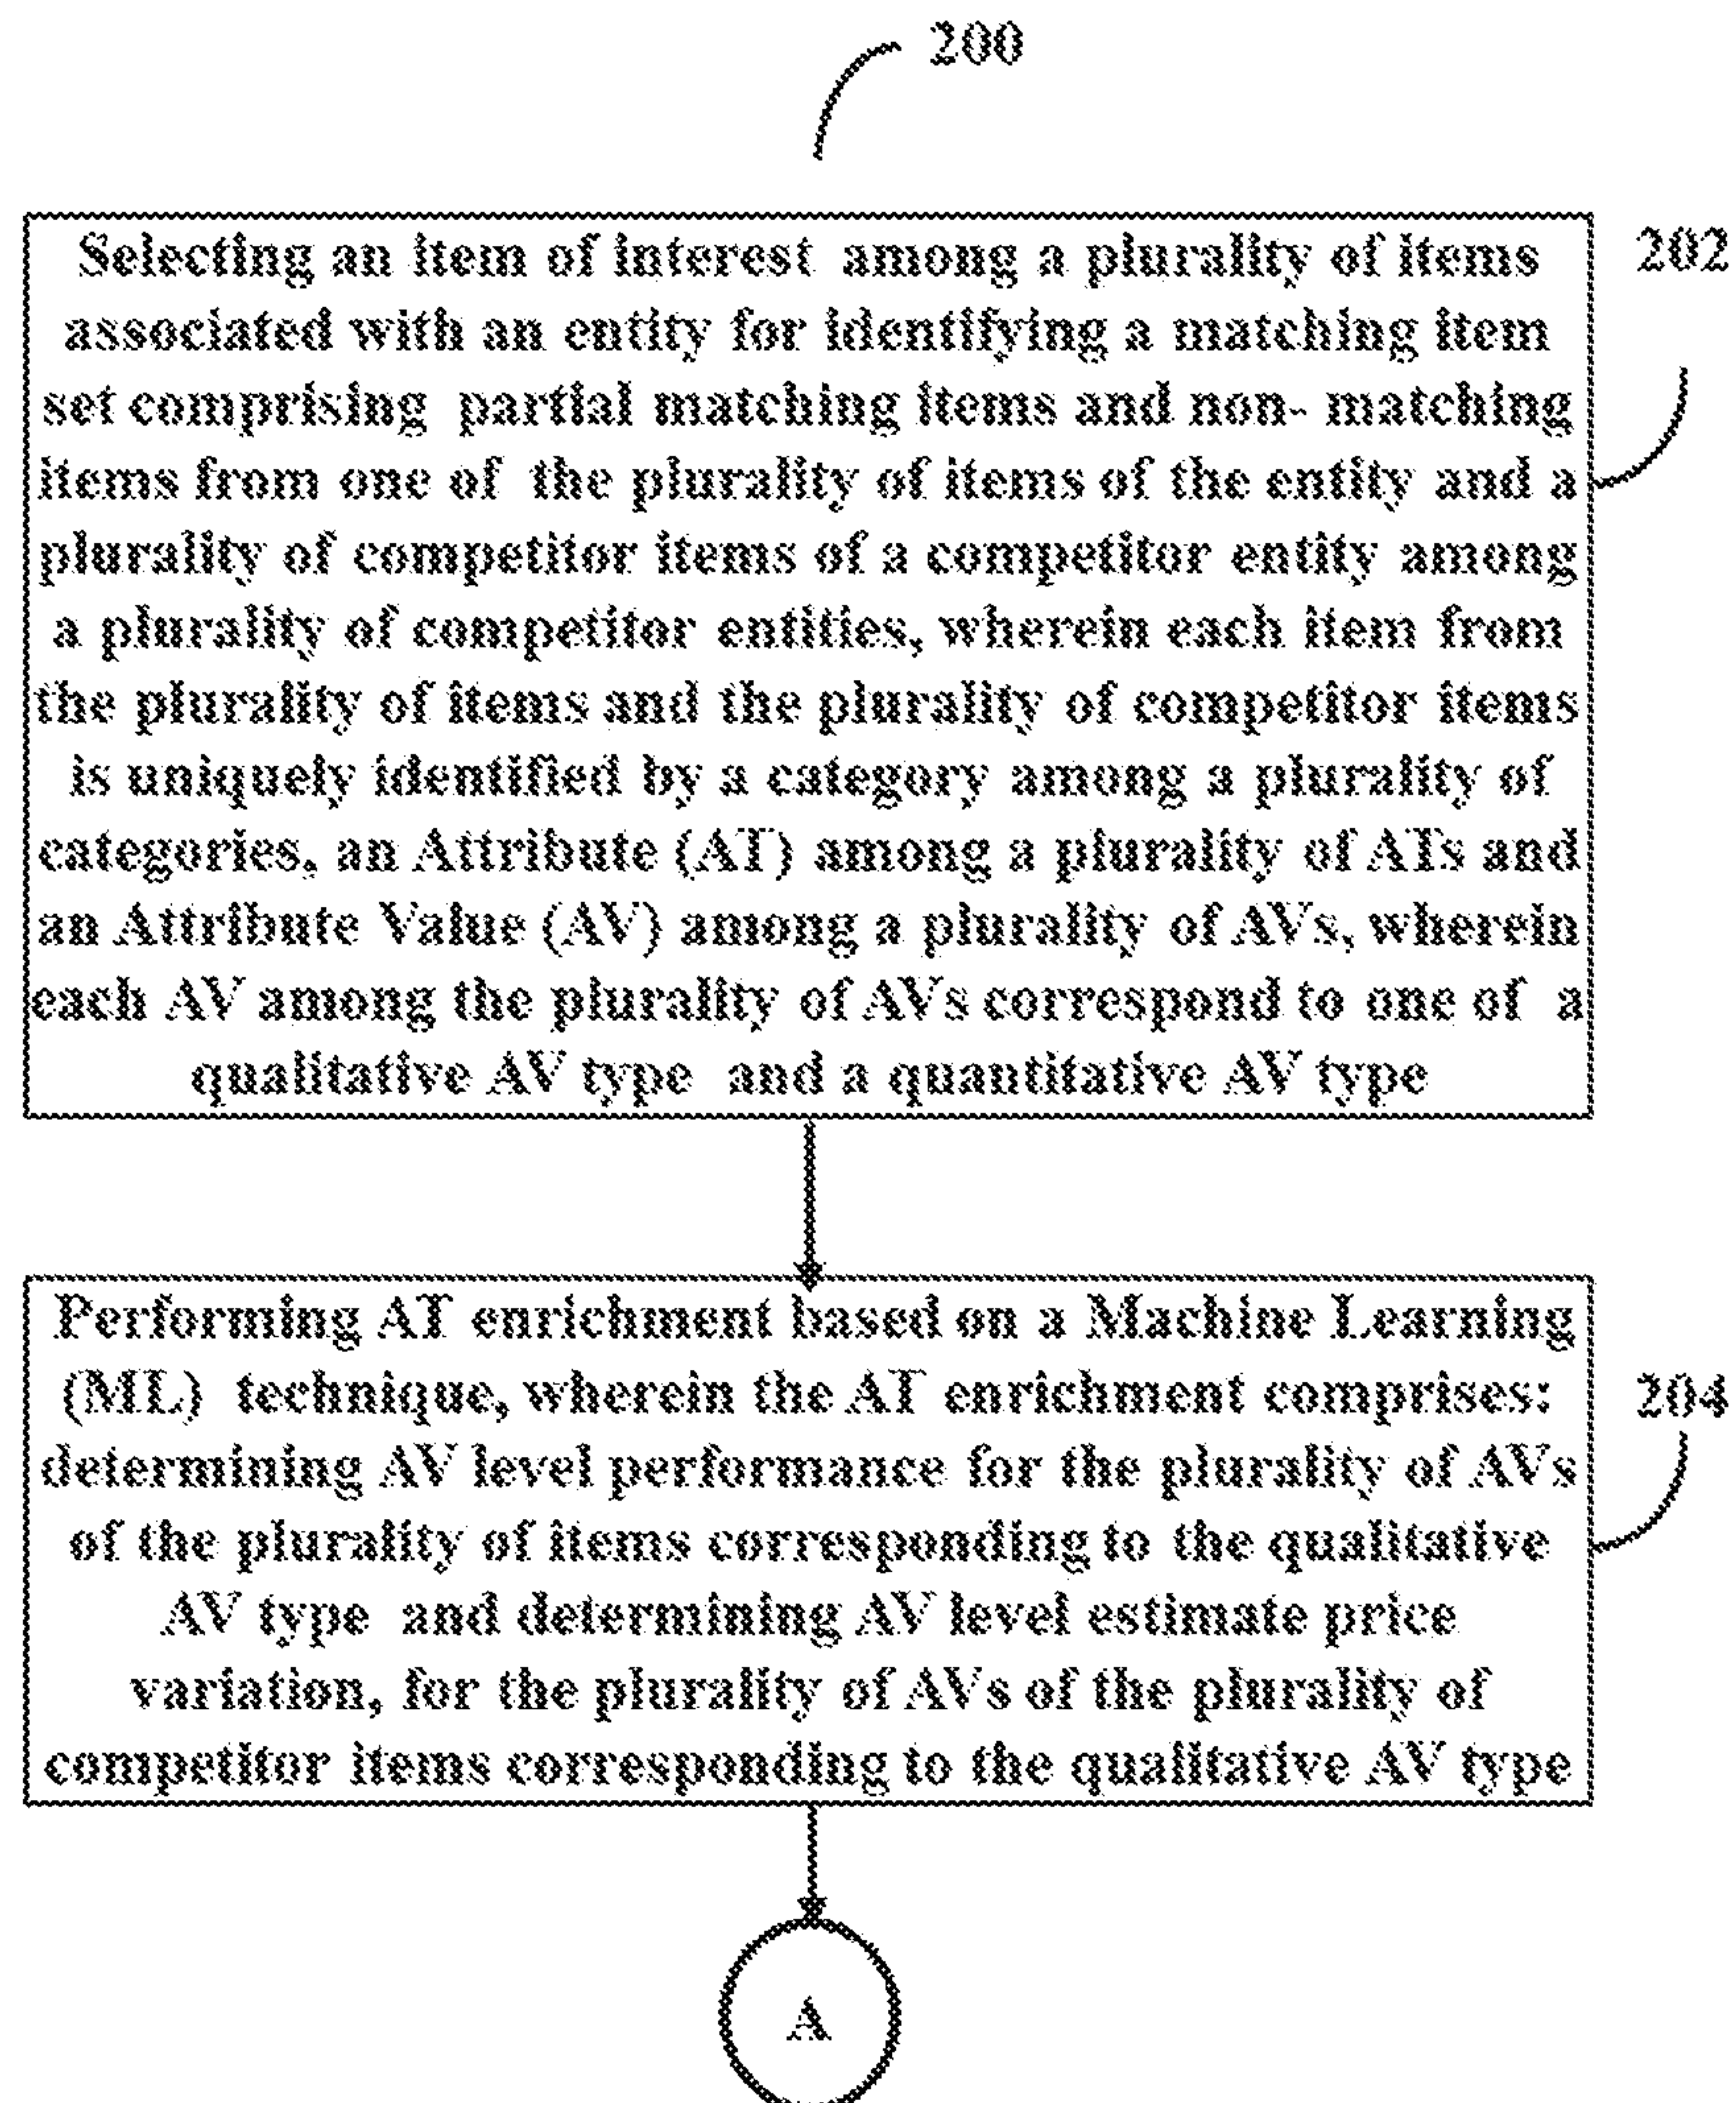 200
Selecting an item of interest among a plurality of items
202
associated with an entity for identifying a matching item
set comprising partial matching items and non- matching
items from one of the plurality of items of the entity and a
plurality of competitor items of a competitor entity among
a plurality of competitor entities, wherein each item from
the plurality of items and the plurality of competitor items
is uniquely identified by a category among a plurality of
categories, an Attribute (AT) among a plurality of ATs and
an Attribute Value (AV) among a plurality of AVs, wherein
each AV among the plurality of AVs correspond to one of a
qualitative AV type and a quantitative AV type
Performing AT enrichment based on a Machine Learning
(ML) technique, wherein the AT enrichment comprises:
204
determining AV level performance for the plurality of AVs
of the plurality of items corresponding to the qualitative
AV type and determining AV level estimate price
variation, for the plurality of AVs of the plurality of
competitor items corresponding to the qualitative AV type
A